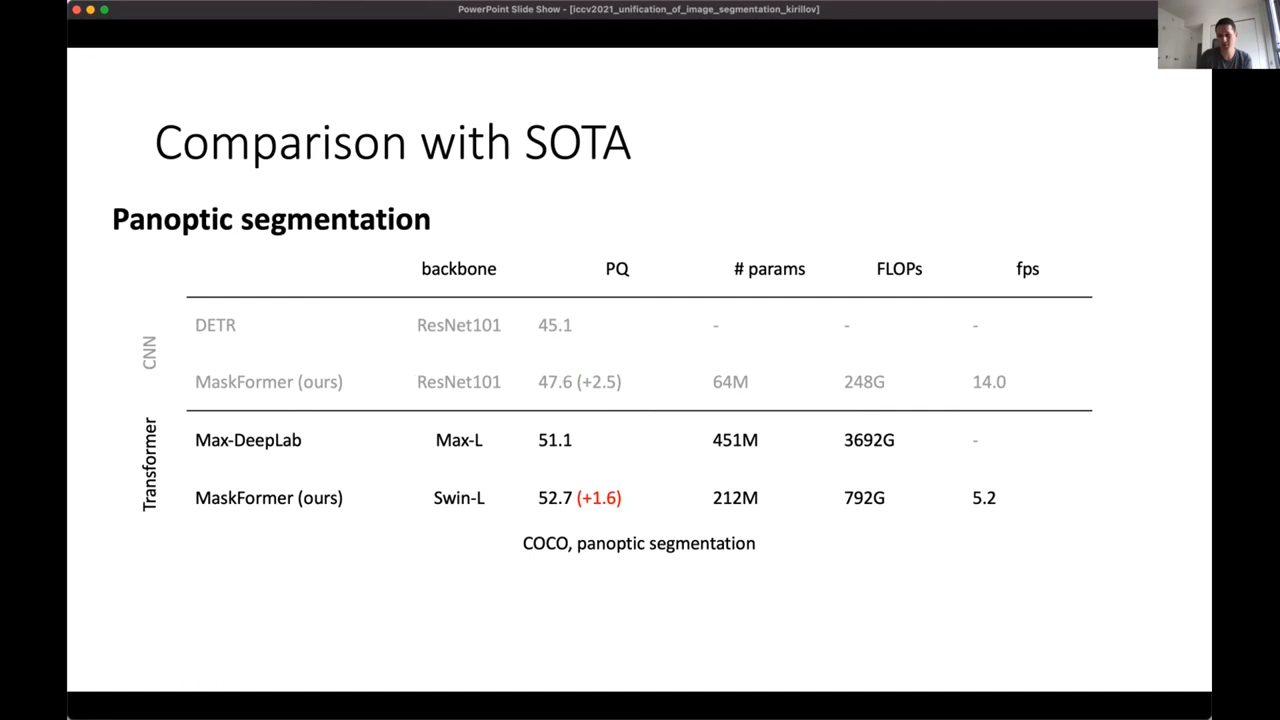 PowerPoint Slide Show - [iccv2021_unification_of_image_segmentation_kirillov]
Comparison with SOTA
Panoptic segmentation
backbone PQ # params FLOPs fps
CNN
DETR ResNet101 45.1 - - -
MaskFormer (ours) ResNet101 47.6 (+2.5) 64M 248G 14.0
Transformer
Max-DeepLab Max-L 51.1 451M 3692G -
MaskFormer (ours) Swin-L 52.7 (+1.6) 212M 792G 5.2
COCO, panoptic segmentation